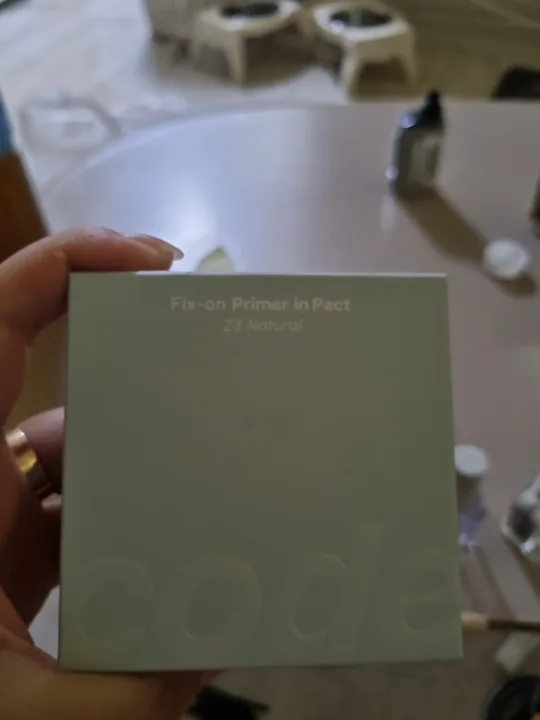 Fix-on Primer in Pact
23 Natural
code